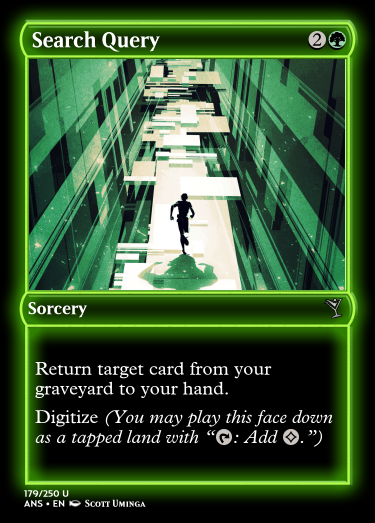 Search Query 2
Sorcery
Return target card from your
graveyard to your hand.
Digitize (You may play this face down
as a tapped land with “: Add .”)
179/250 U
ANS • EN Scott Uminga